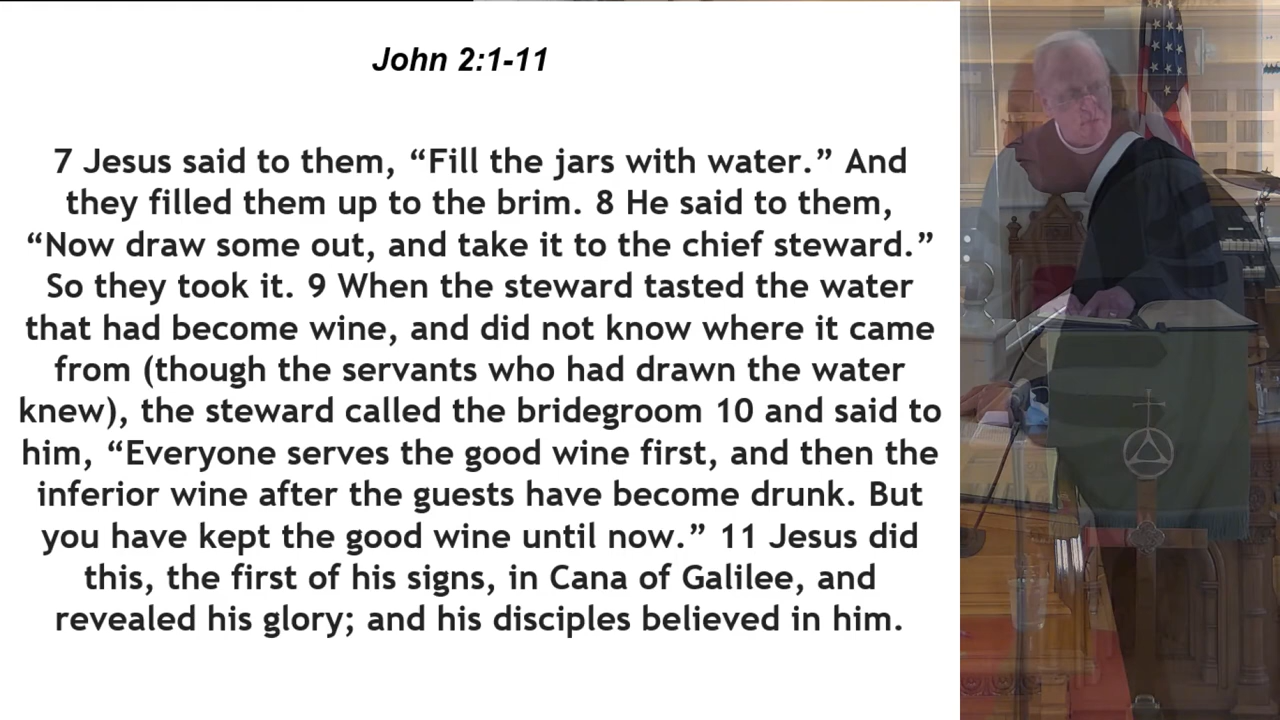 John 2:1-11
7 Jesus said to them, “Fill the jars with water.” And
they filled them up to the brim. 8 He said to them,
“Now draw some out, and take it to the chief steward.”
So they took it. 9 When the steward tasted the water
that had become wine, and did not know where it came
from (though the servants who had drawn the water
knew), the steward called the bridegroom 10 and said to
him, “Everyone serves the good wine first, and then the
inferior wine after the guests have become drunk. But
you have kept the good wine until now.” 11 Jesus did
this, the first of his signs, in Cana of Galilee, and
revealed his glory; and his disciples believed in him.